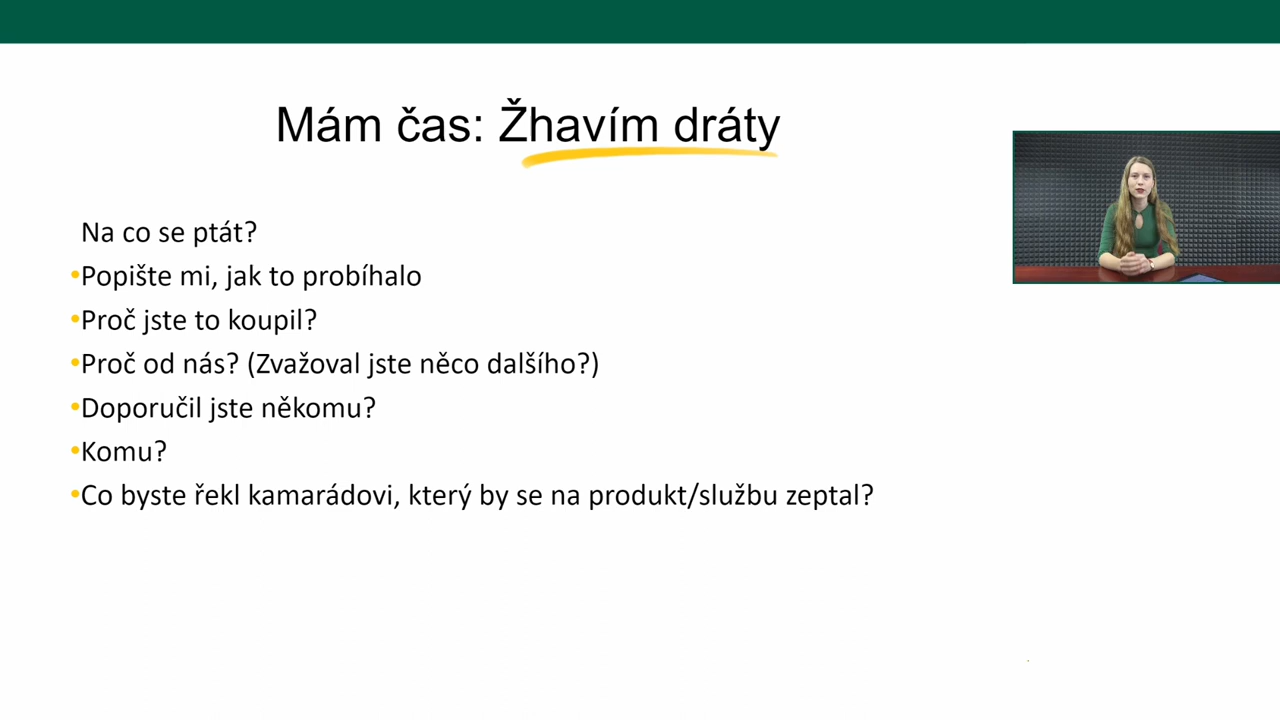 Mám čas: Žhavím dráty
Na co se ptát?
•Popište mi, jak to probíhalo
•Proč jste to koupil?
•Proč od nás? (Zvažoval jste něco dalšího?)
•Doporučil jste někomu?
•Komu?
•Co byste řekl kamarádovi, který by se na produkt/službu zeptal?